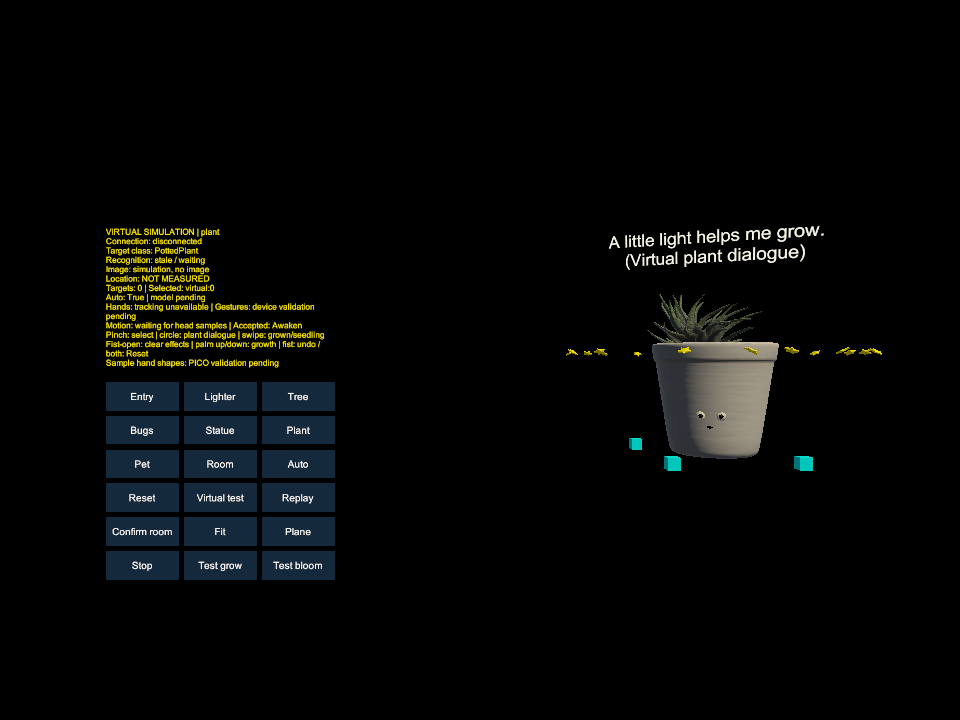 VIRTUAL SIMULATION | plant
Connection: disconnected
Target class: PottedPlant
Recognition: stale / waiting
Image: simulation, no image
Location: NOT MEASURED
Targets: 0 | Selected: virtual:0
Auto: True | model pending
Hands: tracking unavailable | Gestures: device validation
pending
Motion: waiting for head samples | Accepted: Awaken
Pinch: select | circle: plant dialogue | swipe: grown/seedling
Fist-open: clear effects | palm up/down: growth | fist: undo /
both: Reset
Sample hand shapes: PICO validation pending
Entry
Lighter
Tree
Bugs
Statue
Plant
Pet
Room
Auto
Reset
Virtual test
Replay
Confirm room
Fit
Plane
Stop
Test grow
Test bloom
A little light helps me grow.
(Virtual plant dialogue)